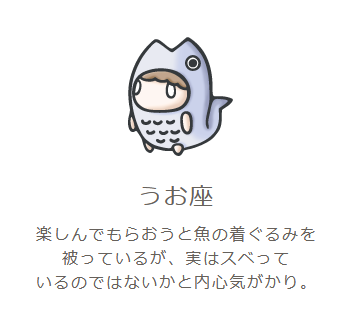 うお座
楽しんでもらおうと魚の着ぐるみを
被っているが、実はスベって
いるのではないかと内心気がかり。